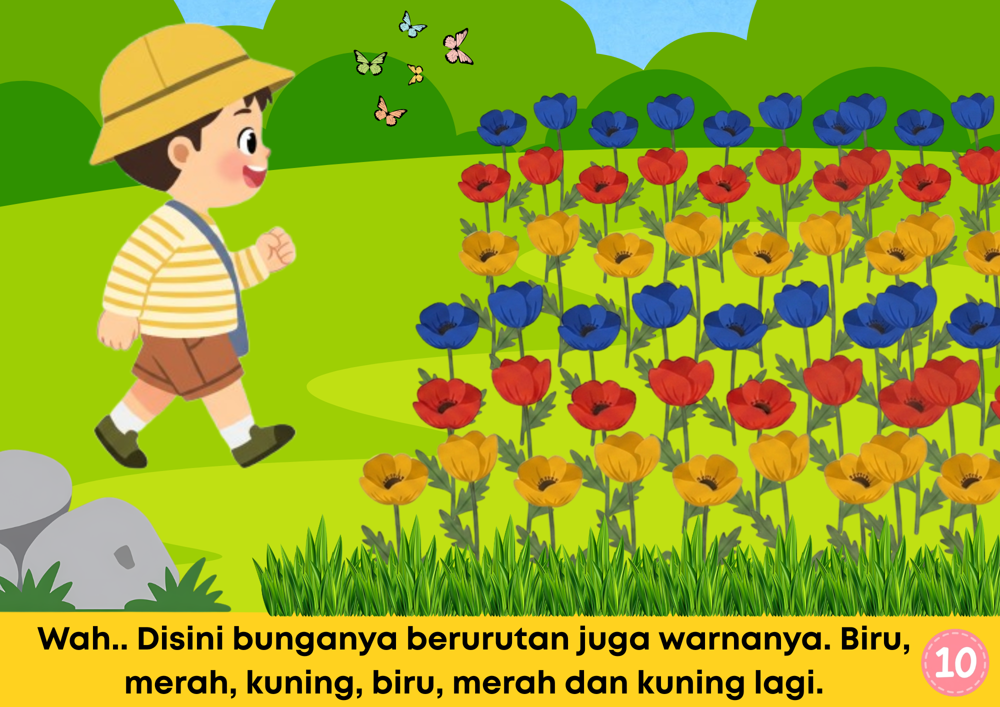 Wah.. Disini bunganya berurutan juga warnanya. Biru,
merah, kuning, biru, merah dan kuning lagi.
10